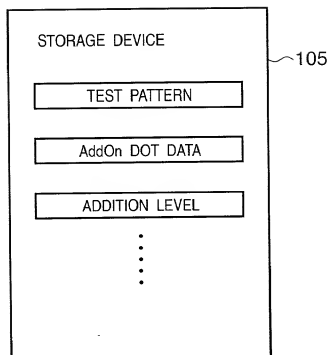 STORAGE DEVICE
105
TEST PATTERN
AddOn DOT DATA
ADDITION LEVEL